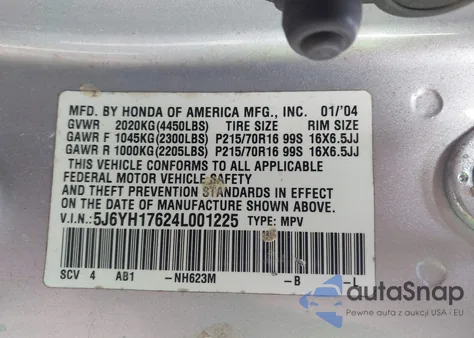 MFD. BY HONDA OF AMERICA MFG., INC. 01/'04
GVWR 2020KG(4450LBS) TIRE SIZE RIM SIZE
GAWR F 1045KG(2300LBS) P215/70R16 99S 16X6.5JJ
GAWR R 1000KG(2205LBS) P215/70R16 99S 16X6.5JJ
THIS VEHICLE CONFORMS TO ALL APPLICABLE
FEDERAL MOTOR VEHICLE SAFETY
AND THEFT PREVENTION STANDARDS IN EFFECT
ON THE DATE OF MANUFACTURE SHOWN ABOVE.
V.I.N.:5J6YH17624L001225 TYPE: MPV
SCV 4 AB1 -NH623M -B -L
autoSnap
Pewne auta z aukcji USA i EU